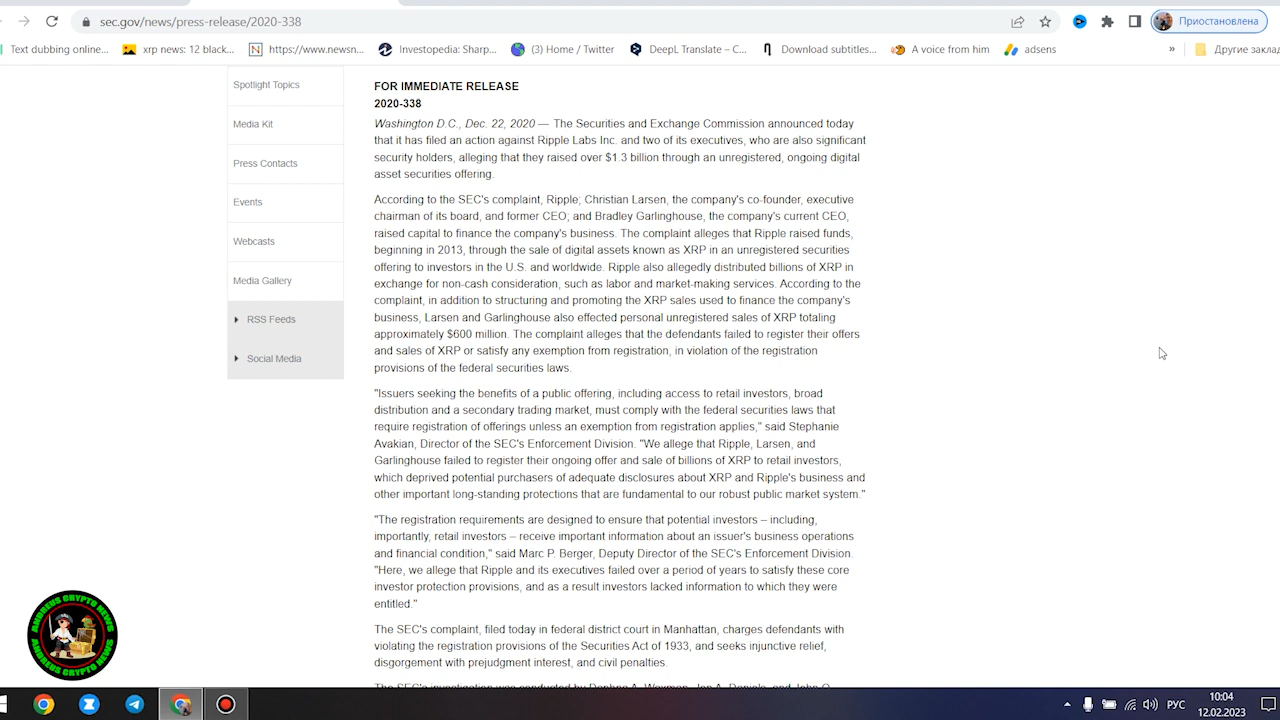 sec.gov/news/press-release/2020-338
Приостановлена
Text dubbing online...
xrp news: 12 black...
https://www.newsn...
Investopedia: Sharp...
(3) Home / Twitter
DeepL Translate – C...
Download subtitles...
A voice from him
adsens
»
Другие заклад
Spotlight Topics
Media Kit
Press Contacts
Events
Webcasts
Media Gallery
RSS Feeds
Social Media
FOR IMMEDIATE RELEASE
2020-338
Washington D.C., Dec. 22, 2020 — The Securities and Exchange Commission announced today
that it has filed an action against Ripple Labs Inc. and two of its executives, who are also significant
security holders, alleging that they raised over $1.3 billion through an unregistered, ongoing digital
asset securities offering.
According to the SEC's complaint, Ripple; Christian Larsen, the company's co-founder, executive
chairman of its board, and former CEO; and Bradley Garlinghouse, the company's current CEO,
raised capital to finance the company's business. The complaint alleges that Ripple raised funds,
beginning in 2013, through the sale of digital assets known as XRP in an unregistered securities
offering to investors in the U.S. and worldwide. Ripple also allegedly distributed billions of XRP in
exchange for non-cash consideration, such as labor and market-making services. According to the
complaint, in addition to structuring and promoting the XRP sales used to finance the company's
business, Larsen and Garlinghouse also effected personal unregistered sales of XRP totaling
approximately $600 million. The complaint alleges that the defendants failed to register their offers
and sales of XRP or satisfy any exemption from registration, in violation of the registration
provisions of the federal securities laws.
"Issuers seeking the benefits of a public offering, including access to retail investors, broad
distribution and a secondary trading market, must comply with the federal securities laws that
require registration of offerings unless an exemption from registration applies," said Stephanie
Avakian, Director of the SEC's Enforcement Division. "We allege that Ripple, Larsen, and
Garlinghouse failed to register their ongoing offer and sale of billions of XRP to retail investors,
which deprived potential purchasers of adequate disclosures about XRP and Ripple's business and
other important long-standing protections that are fundamental to our robust public market system."
"The registration requirements are designed to ensure that potential investors – including,
importantly, retail investors – receive important information about an issuer's business operations
and financial condition," said Marc P. Berger, Deputy Director of the SEC's Enforcement Division.
"Here, we allege that Ripple and its executives failed over a period of years to satisfy these core
investor protection provisions, and as a result investors lacked information to which they were
entitled."
The SEC's complaint, filed today in federal district court in Manhattan, charges defendants with
violating the registration provisions of the Securities Act of 1933, and seeks injunctive relief,
disgorgement with prejudgment interest, and civil penalties.
The SEC's investigation was conducted by Daphna A. Waxman, Jon A. Daniels, and John O.
ANDREUS CRYPTO NEWS
ANDREUS CRYPTO NEWS
РУС
10:04
12.02.2023